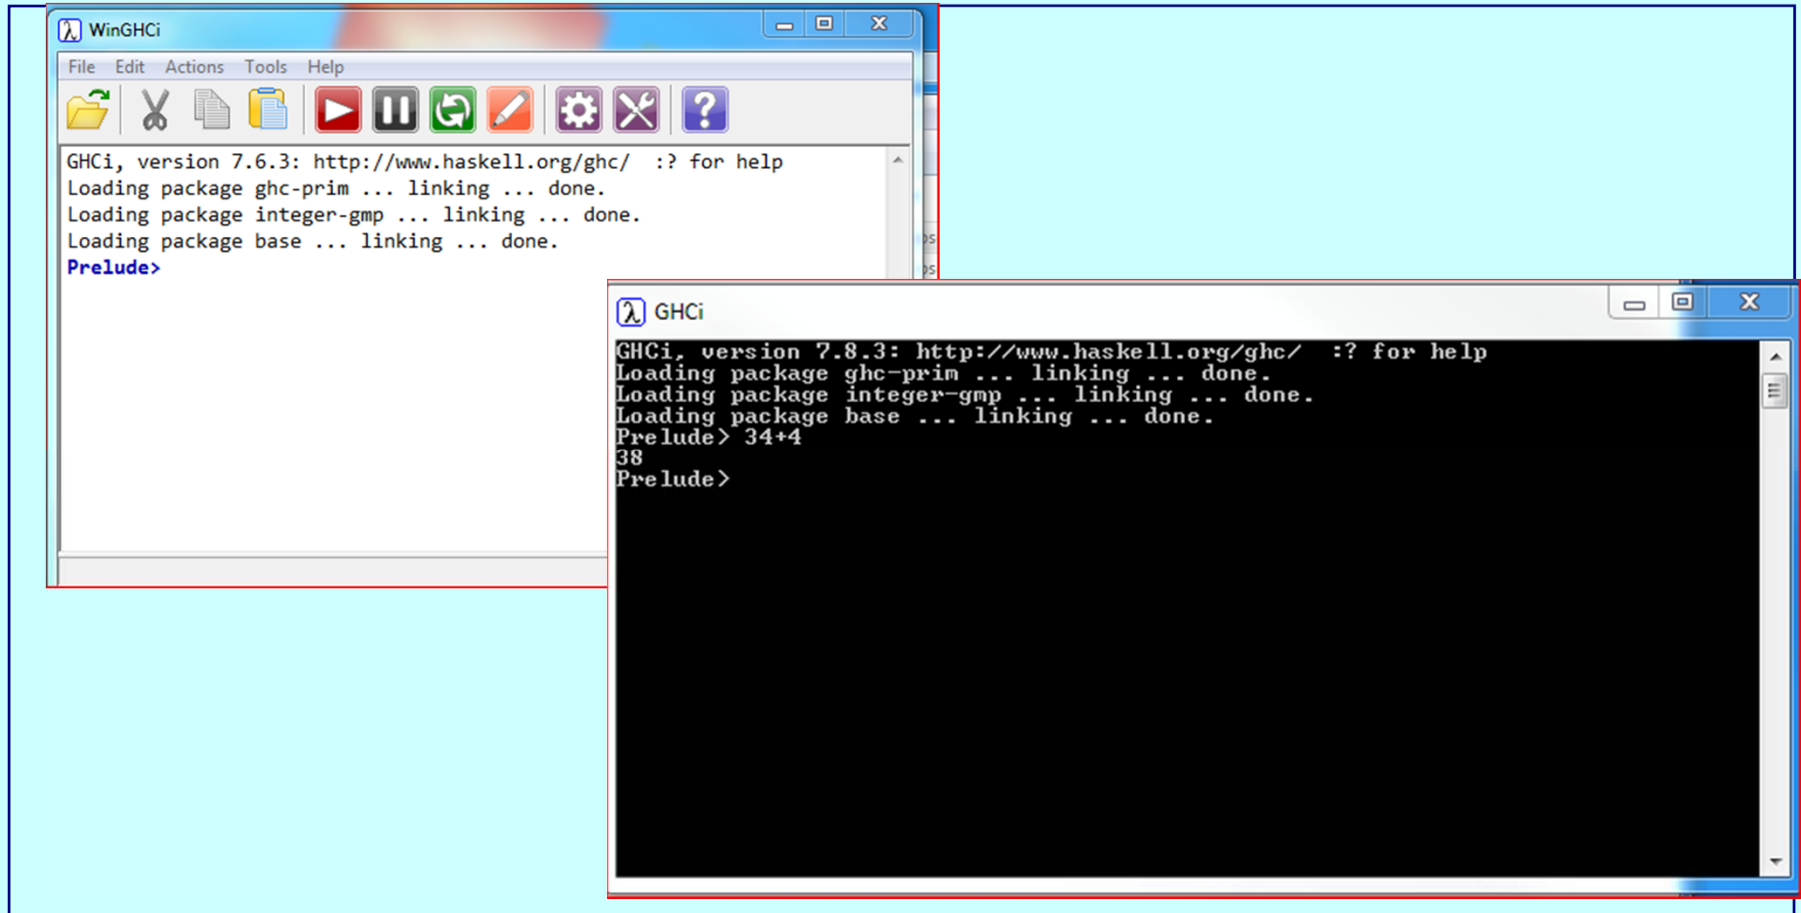 WinGHCi
File Edit Actions Tools Help
GHCi, version 7.6.3: http://www.haskell.org/ghc/  :? for help
Loading package ghc-prim ... linking ... done.
Loading package integer-gmp ... linking ... done.
Loading package base ... linking ... done.
Prelude>
ps
ps
GHCi
GHCi, version 7.8.3: http://www.haskell.org/ghc/  :? for help
Loading package ghc-prim ... linking ... done.
Loading package integer-gmp ... linking ... done.
Loading package base ... linking ... done.
Prelude> 34+4
38
Prelude>